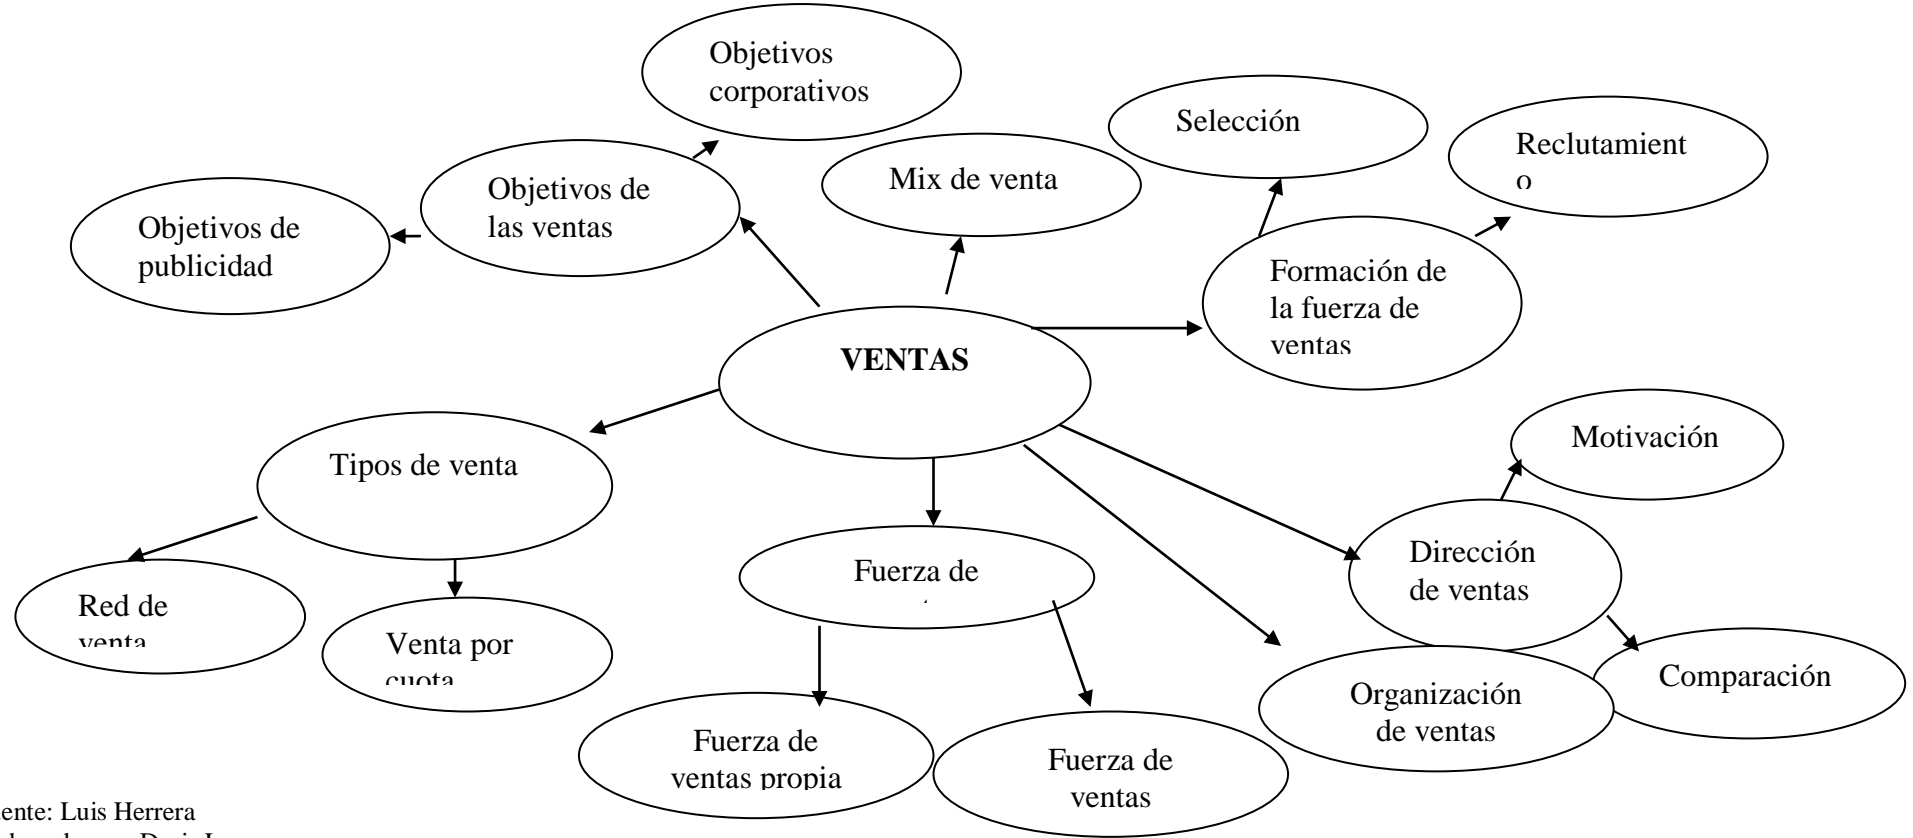 Objetivos
corporativos
Selección
Reclutamient
o
Mix de venta
Objetivos de
las ventas
Objetivos de
publicidad
Formación de
la fuerza de
ventas
VENTAS
Motivación
Tipos de venta
Dirección
de ventas
Fuerza de
Red de
venta
Venta por
cuota
Comparación
Organización
de ventas
Fuerza de
ventas propia
Fuerza de
ventas
ente: Luis Herrera